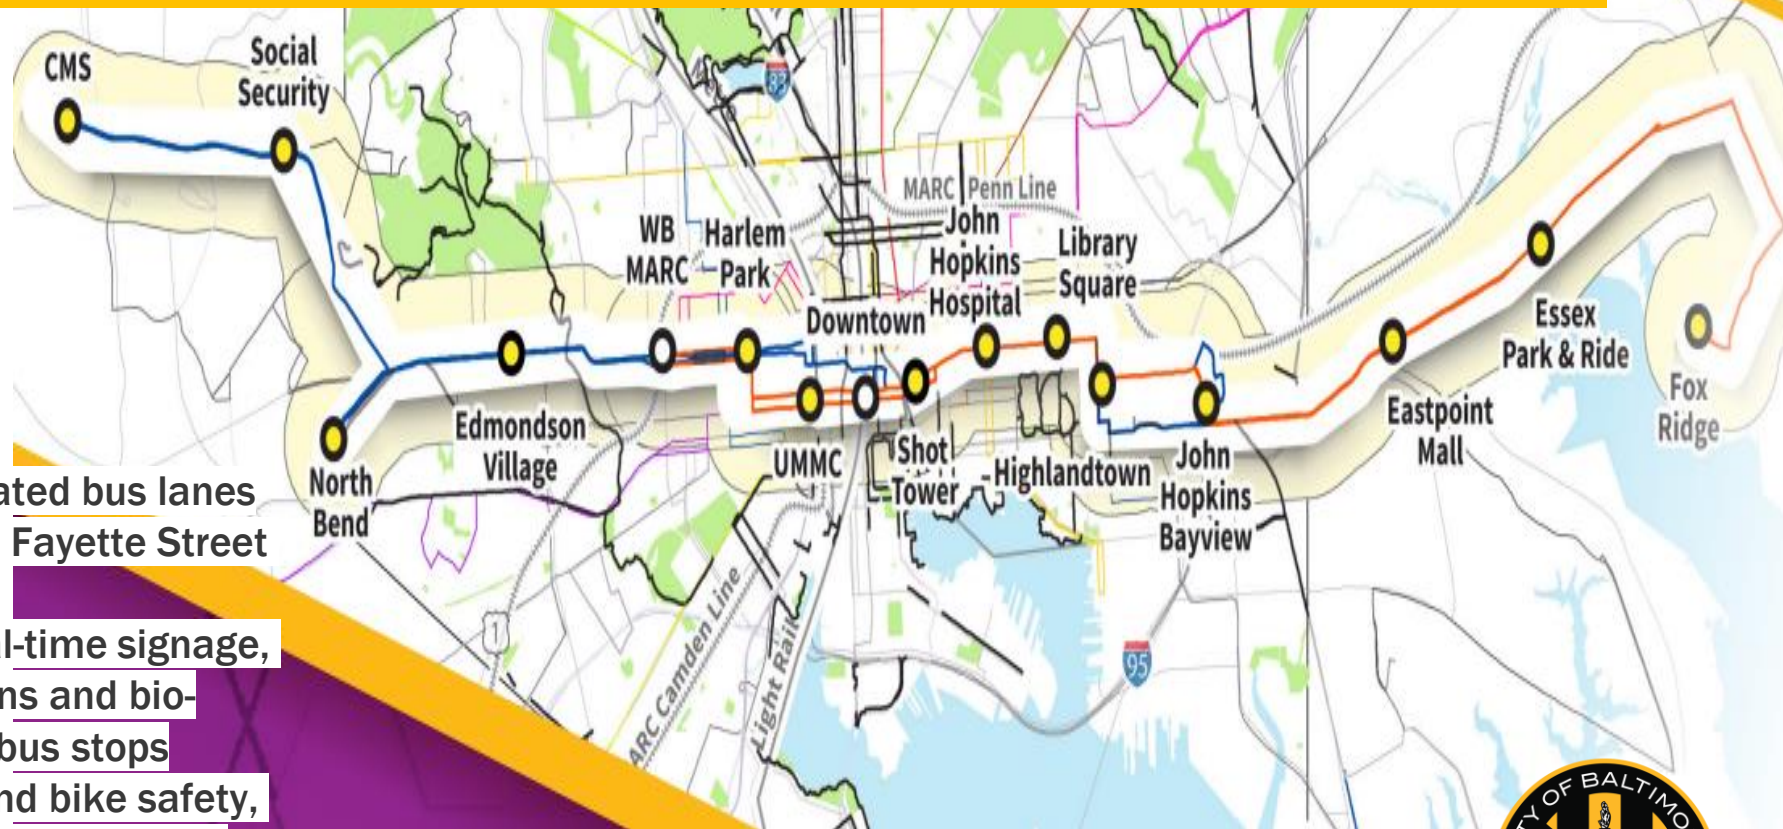 CMS
Social
Security
83
MARC Penn Line
WB
MARC
Harlem
Park
John
Hopkins
Hospital
Library
Square
Downtown
Essex
Park & Ride
Fox
Ridge
Edmondson
Village
North
Bend
UMMC
Shot
Tower
Highlandtown
John
Hopkins
Bayview
Eastpoint
Mall
ated bus lanes
Fayette Street
l-time signage,
ns and bio-
bus stops
nd bike safety,
1
ARC Camden Line
Light Rail
95
TY OF BALTIMO